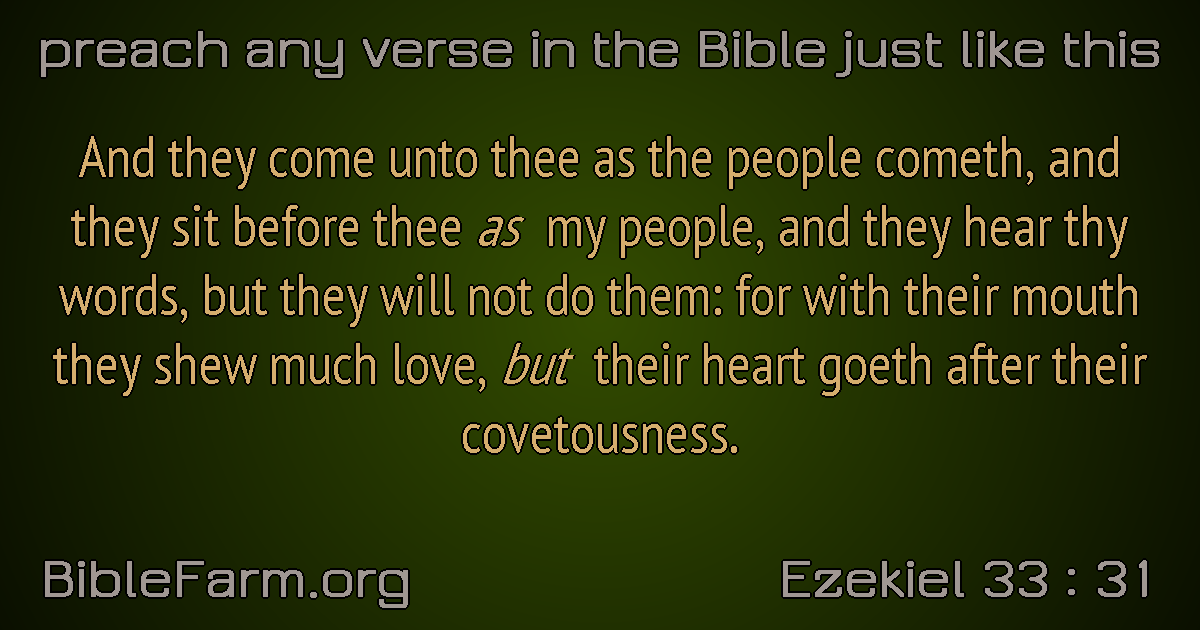 preach any verse in the Bible just like this
And they come unto thee as the people cometh, and
they sit before thee as my people, and they hear thy
words, but they will not do them: for with their mouth
they shew much love, but their heart goeth after their
covetousness.
BibleFarm.org
Ezekiel 33 : 31